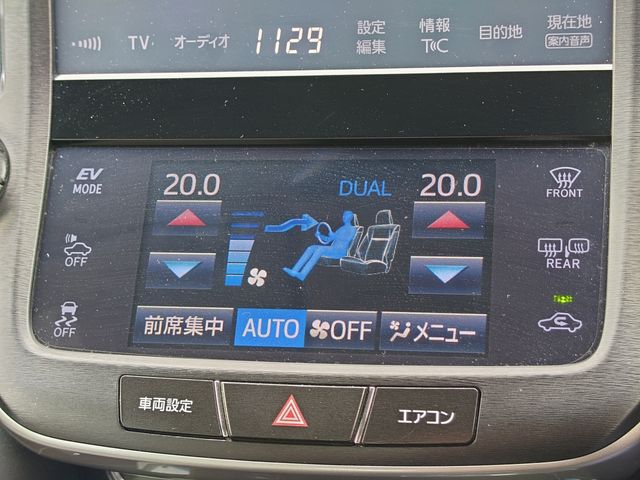 TV オーディオ 1129 設定 編集 情報 TC 目的地 現在地 案内音声
EV MODE
20.0 DUAL 20.0
FRONT
OFF
REAR
OFF
前席集中 AUTO OFF メニュー
車両設定 エアコン